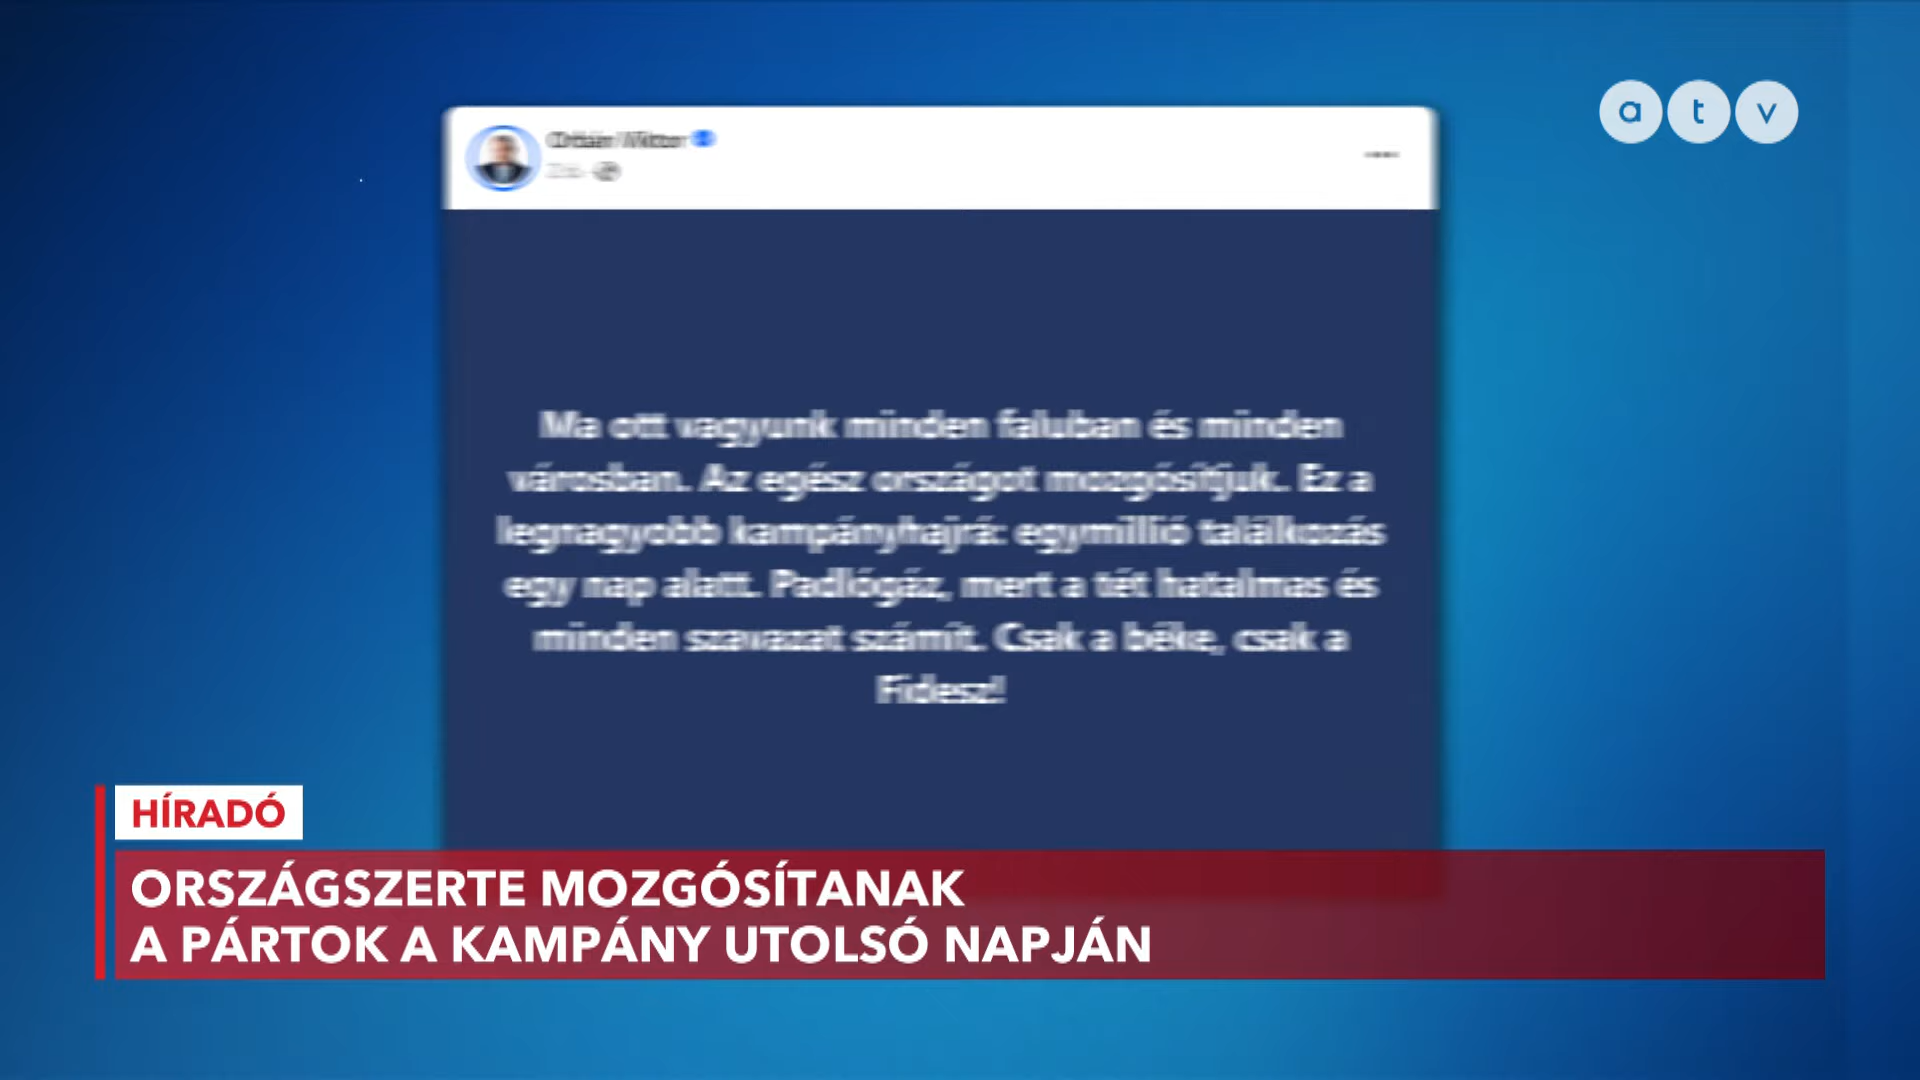 atv
Orbán Viktor
Ma ott vagyunk minden faluban és minden
városban. Az egész országot mozgósítjuk. Ez a
legnagyobb kampányhajrá: egymillió találkozás
egy nap alatt. Padlógáz, mert a tét hatalmas és
minden szavazat számít. Csak a béke, csak a
Fidesz!
HÍRADÓ
ORSZÁGSZERTE MOZGÓSÍTANAK
A PÁRTOK A KAMPÁNY UTOLSÓ NAPJÁN